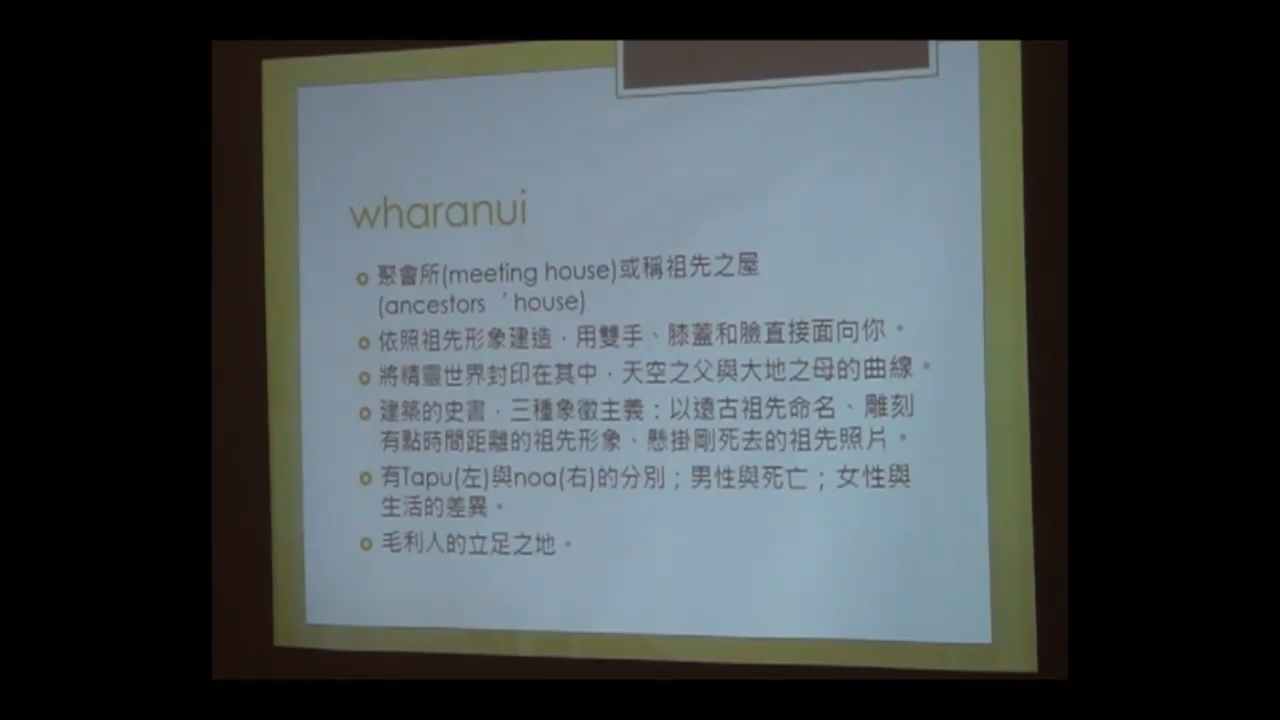 wharanui
聚會所(meeting house)或稱祖先之屋
(ancestors ‘house)
依照祖先形象建造，用雙手、膝蓋和臉直接面向你。
將精靈世界封印在其中，天空之父與大地之母的曲線。
建築的史書，三種象徵主義：以遠古祖先命名、雕刻
有點時間距離的祖先形象、懸掛剛死去的祖先照片。
有Tapu(左)與noa(右)的分別；男性與死亡；女性與
生活的差異。
毛利人的立足之地。